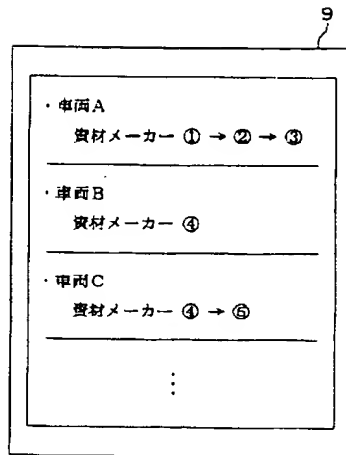 9
・車両A
資材メーカー ① → ② → ③
・車両B
資材メーカー ④
・車両C
資材メーカー ④ → ⑤
⋮